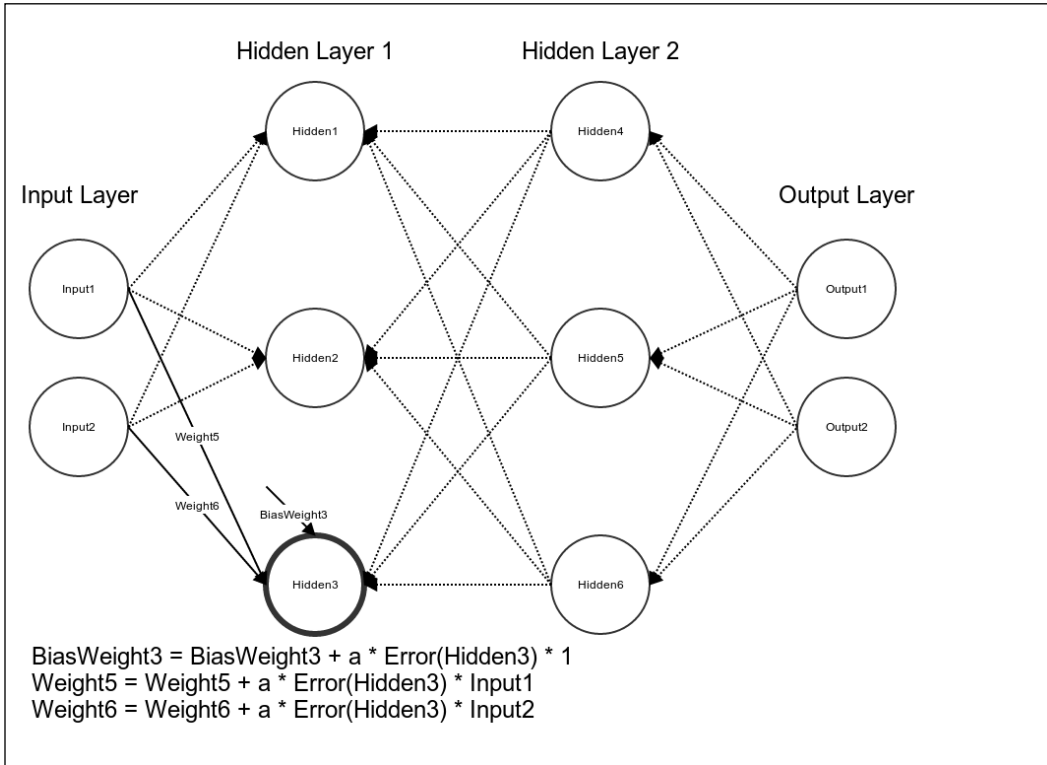 Hidden Layer 1
Hidden Layer 2
Hidden1
Hidden4
Input Layer
Output Layer
Input1
Output1
Hidden2
Hidden5
Input2
Output2
Weight5
Weight6
BiasWeight3
Hidden3
Hidden6
BiasWeight3 = BiasWeight3 + a * Error(Hidden3) * 1
Weight5 = Weight5 + a * Error(Hidden3) * Input1
Weight6 = Weight6 + a * Error(Hidden3) * Input2